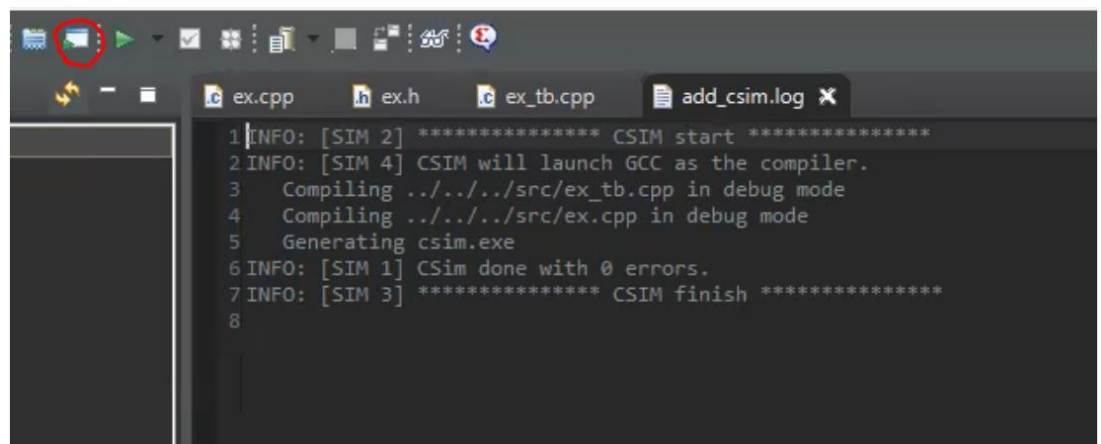 ex.cpp ex.h ex_tb.cpp add_csim.log
1 INFO: [SIM 2] *************** CSIM start ***************
2 INFO: [SIM 4] CSIM will launch GCC as the compiler.
3 Compiling ../../../src/ex_tb.cpp in debug mode
4 Compiling ../../../src/ex.cpp in debug mode
5 Generating csim.exe
6 INFO: [SIM 1] CSim done with 0 errors.
7 INFO: [SIM 3] *************** CSIM finish ***************
8